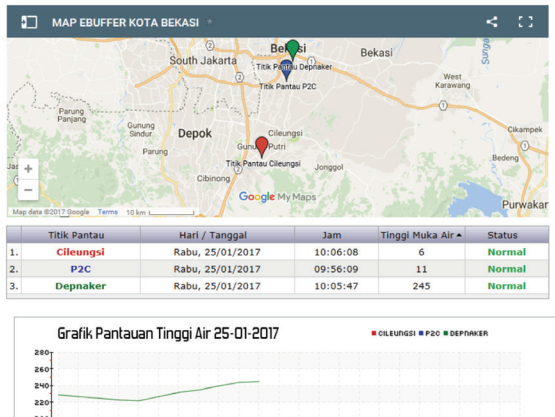 MAP EBUFFER KOTA BEKASI
Bekasi
Bekasi
South Jakarta
Titik Pantau Depnaker
Titik Pantau P2C
West
Karawang
Parung
Panjang
Gunung
Sindur
Depok
Cileungsi
Gunung Putri
Cikampek
Parung
Titik Pantau Cileungsi
Bedeng
Cibinong
Jonggol
Google My Maps
Purwakar
Map data ©2017 Google Terms 10 km
Titik Pantau Hari / Tanggal Jam Tinggi Muka Air Status
1. Cileungsi Rabu, 25/01/2017 10:06:08 6 Normal
2. P2C Rabu, 25/01/2017 09:56:09 11 Normal
3. Depnaker Rabu, 25/01/2017 10:05:47 245 Normal
Grafik Pantauan Tinggi Air 25-01-2017
CILEUNGSI P2C DEPNAKER
280
260
240
220